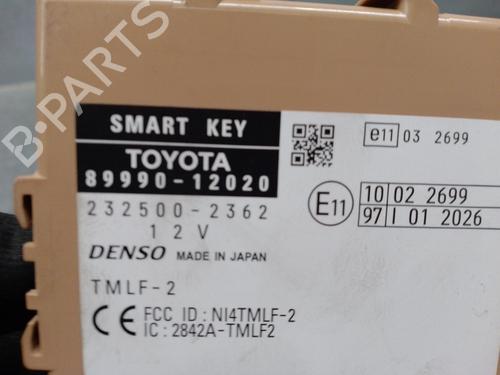 SMART KEY
TOYOTA
89990-12020
232500-2362
12V
DENSO MADE IN JAPAN
TMLF-2
CE FCC ID : NI4TMLF-2
IC : 2842A-TMLF2
e11 03 2699
E11 10 02 2699
97 I 01 2026
B-PARTS